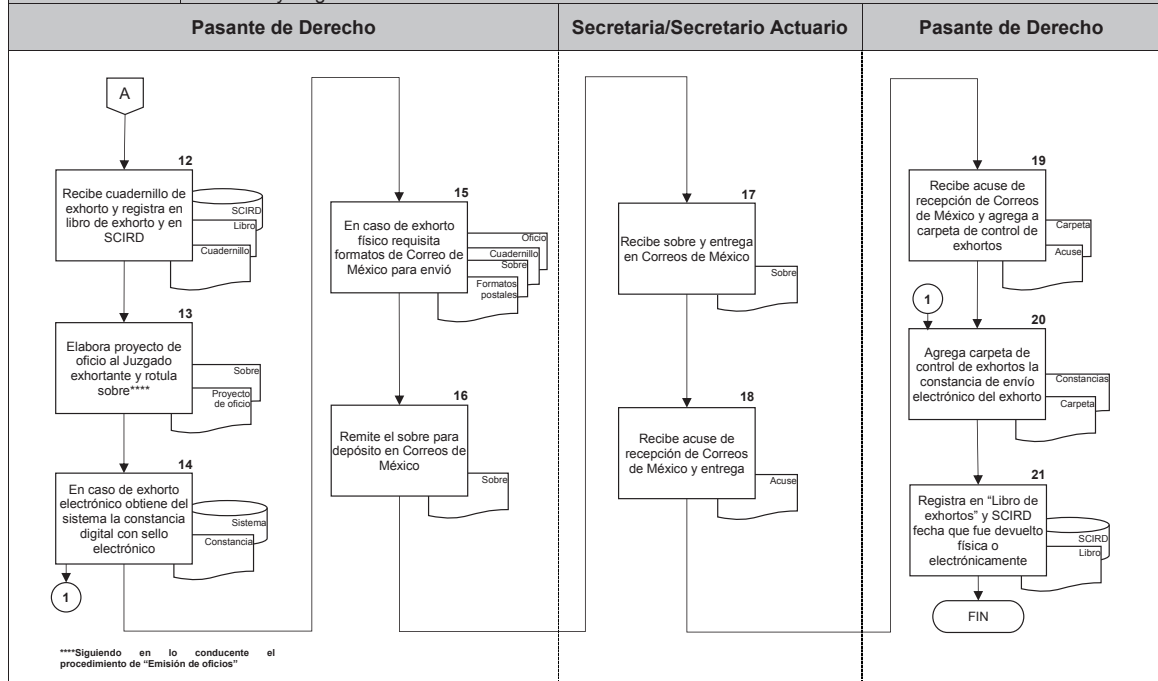 Pasante de Derecho
Secretaria/Secretario Actuario
Pasante de Derecho
A
12
Recibe cuadernillo de
exhorto y registra en
libro de exhorto y en
SCIRD
SCIRD
Libro
Cuadernillo
13
Elabora proyecto de
oficio al Juzgado
exhortante y rotula
sobre****
Sobre
Proyecto
de oficio
14
En caso de exhorto
electrónico obtiene del
sistema la constancia
digital con sello
electrónico
Sistema
Constancia
1
****Siguiendo en lo conducente el
procedimiento de "Emisión de oficios"
15
En caso de exhorto
físico requisita
formatos de Correo de
México para envió
Oficio
Cuadernillo
Sobre
Formatos
postales
16
Remite el sobre para
depósito en Correos de
México
Sobre
17
Recibe sobre y entrega
en Correos de México
Sobre
18
Recibe acuse de
recepción de Correos
de México y entrega
Acuse
19
Recibe acuse de
recepción de Correos
de México y agrega a
carpeta de control de
exhortos
Carpeta
Acuse
1
20
Agrega carpeta de
control de exhortos la
constancia de envío
electrónico del exhorto
Constancias
Carpeta
21
Registra en "Libro de
exhortos" y SCIRD
fecha que fue devuelto
física o
electrónicamente
SCIRD
Libro
FIN